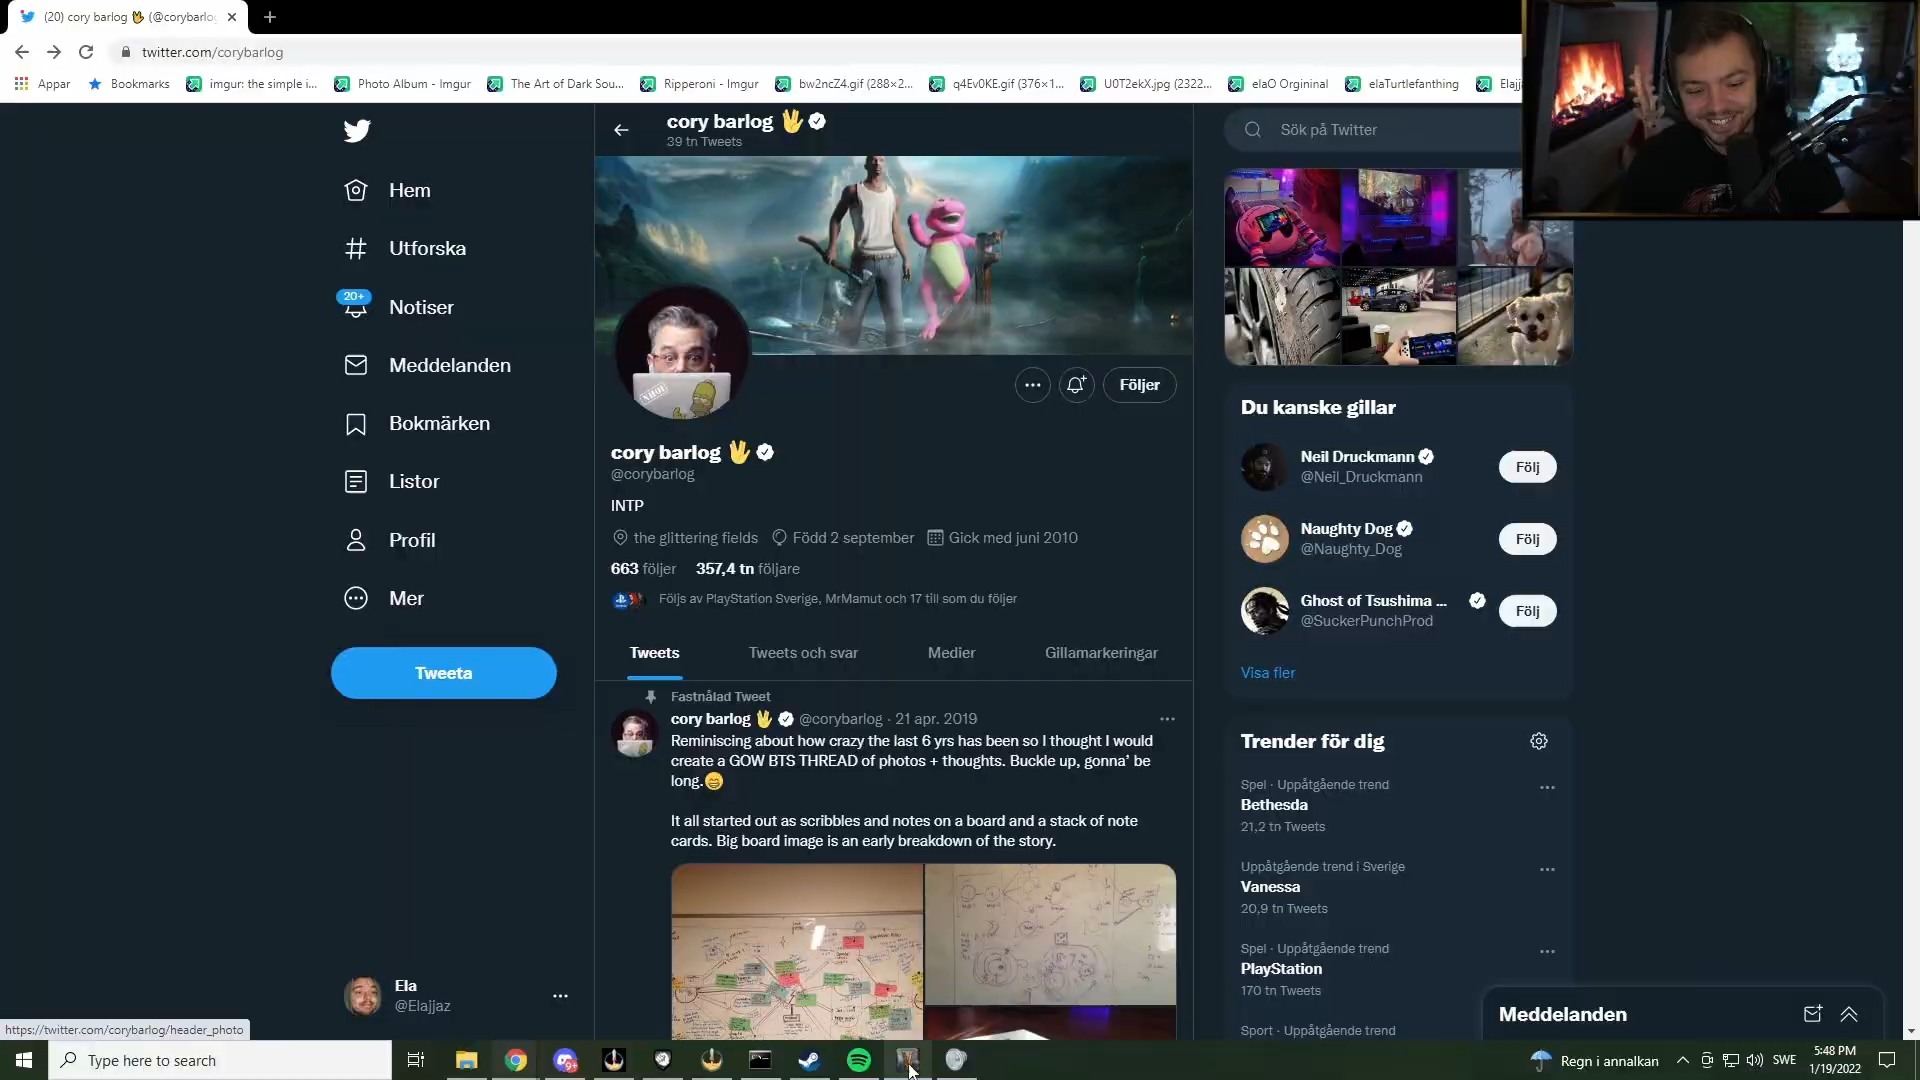 (20) cory barlog 🖖 (@corybarlog
twitter.com/corybarlog
Appar
Bookmarks
imgur: the simple i...
Photo Album - Imgur
The Art of Dark Sou...
Ripperoni - Imgur
bw2ncZ4.gif (288×2...
q4Ev0KE.gif (376×1...
U0T2ekX.jpg (2322...
elaO Orgininal
elaTurtlefanthing
Elajj
cory barlog 🖖
39 tn Tweets
Sök på Twitter
Hem
Utforska
20+
Notiser
Meddelanden
Bokmärken
Listor
Profil
Mer
Tweeta
Följer
cory barlog 🖖
@corybarlog
INTP
the glittering fields Född 2 september Gick med juni 2010
663 följer 357,4 tn följare
Följs av PlayStation Sverige, MrMamut och 17 till som du följer
Tweets Tweets och svar Medier Gillamarkeringar
Fastnålad Tweet
cory barlog 🖖 @corybarlog · 21 apr. 2019
Reminiscing about how crazy the last 6 yrs has been so I thought I would
create a GOW BTS THREAD of photos + thoughts. Buckle up, gonna' be
long.😁
It all started out as scribbles and notes on a board and a stack of note
cards. Big board image is an early breakdown of the story.
Du kanske gillar
Neil Druckmann
@Neil_Druckmann
Följ
Naughty Dog
@Naughty_Dog
Följ
Ghost of Tsushima ...
@SuckerPunchProd
Följ
Visa fler
Trender för dig
Spel · Uppåtgående trend
Bethesda
21,2 tn Tweets
Uppåtgående trend i Sverige
Vanessa
20,9 tn Tweets
Spel · Uppåtgående trend
PlayStation
170 tn Tweets
Sport · Uppåtgående trend
Meddelanden
Ela
@Elajjaz
https://twitter.com/corybarlog/header_photo
Type here to search
9+
Regn i annalkan
SWE
5:48 PM
1/19/2022